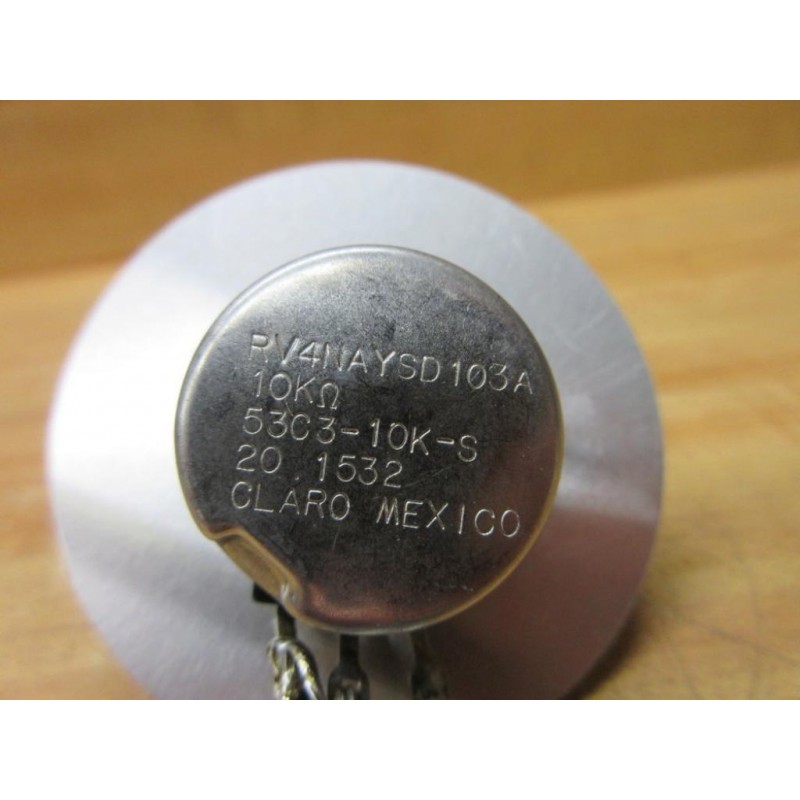 RV4NAYSD103A
10KΩ
53C3-10K-S
20 1532
CLARO MEXICO